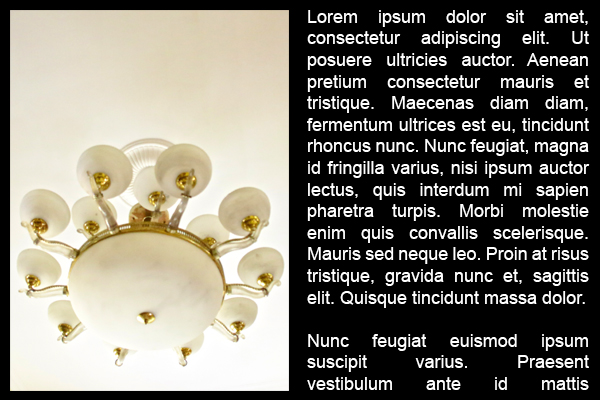 Lorem ipsum dolor sit amet,
consectetur adipiscing elit. Ut
posuere ultricies auctor. Aenean
pretium consectetur mauris et
tristique. Maecenas diam diam,
fermentum ultrices est eu, tincidunt
rhoncus nunc. Nunc feugiat, magna
id fringilla varius, nisi ipsum auctor
lectus, quis interdum mi sapien
pharetra turpis. Morbi molestie
enim quis convallis scelerisque.
Mauris sed neque leo. Proin at risus
tristique, gravida nunc et, sagittis
elit. Quisque tincidunt massa dolor.
Nunc feugiat euismod ipsum
suscipit varius. Praesent
vestibulum ante id mattis